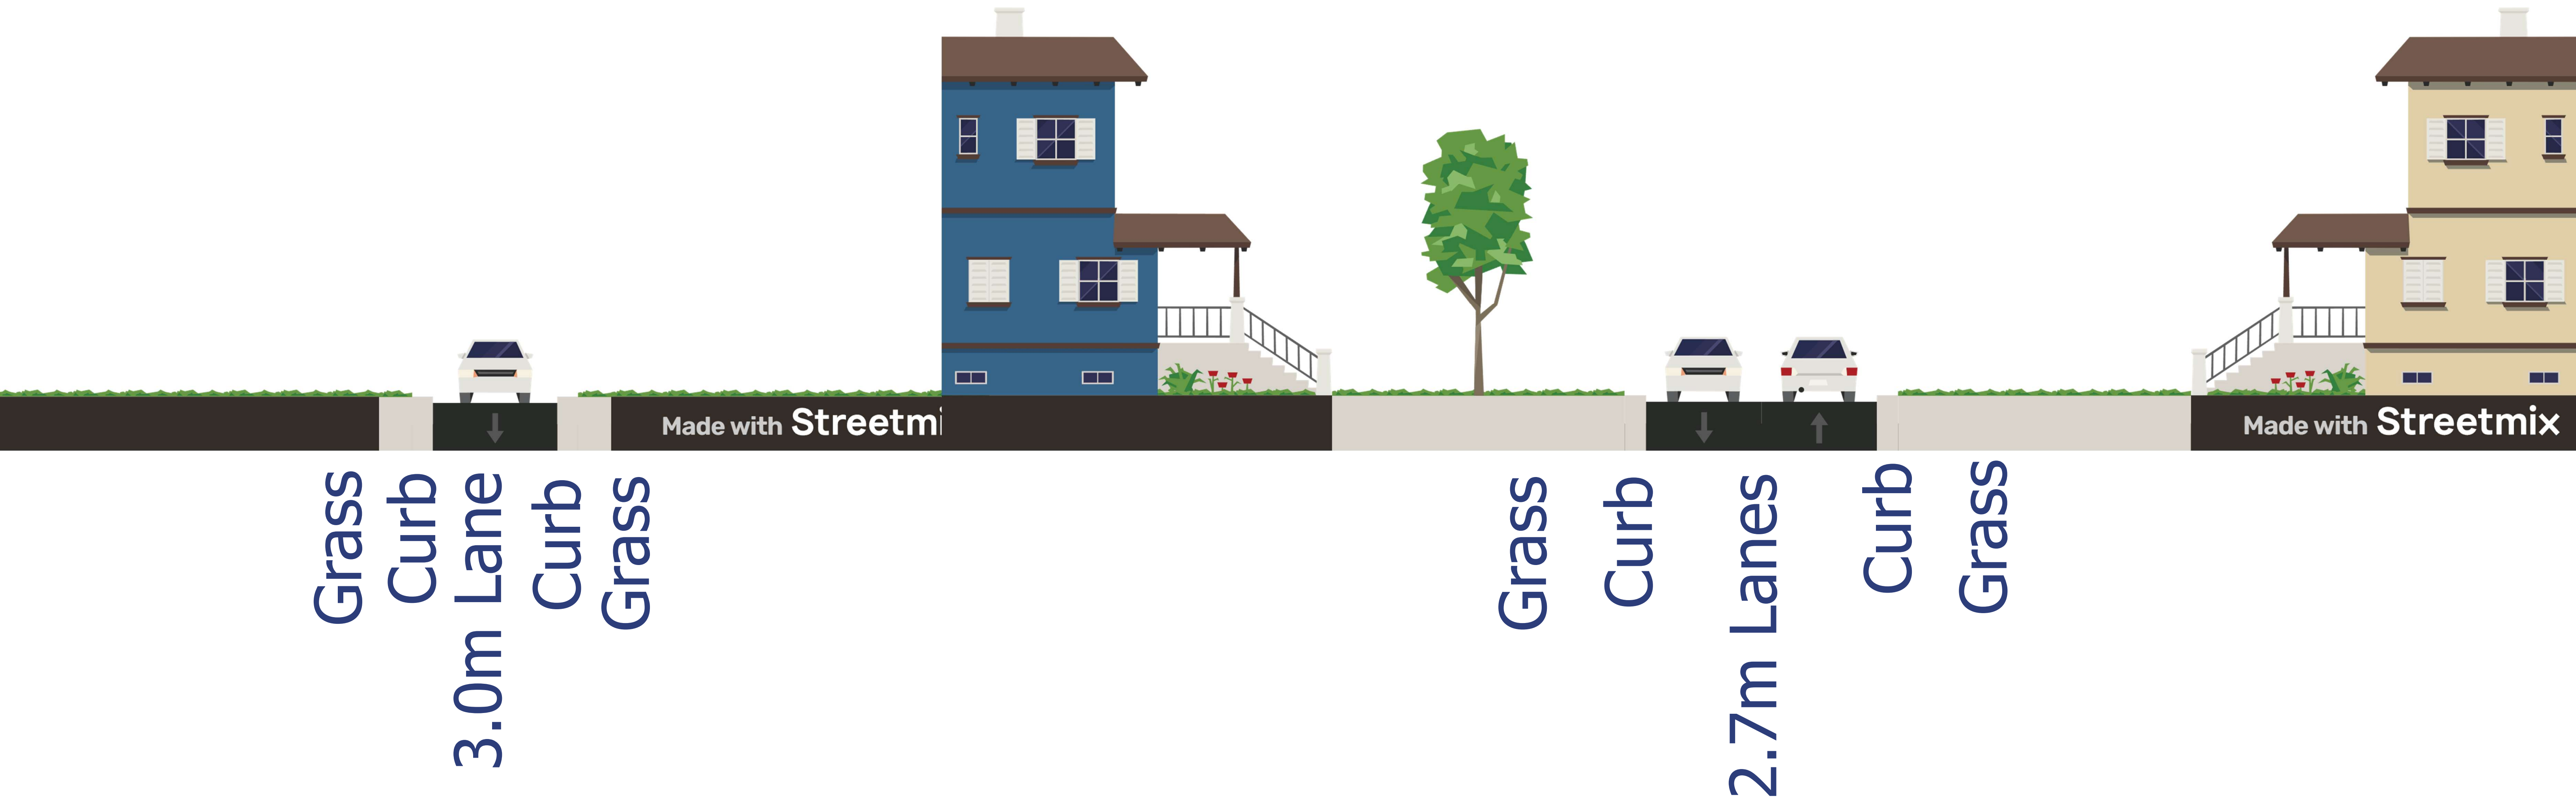 Made with Streetmi
Made with Streetmix
Grass
Curb
3.0m Lane
Curb
Grass
Grass
Curb
2.7m Lanes
Curb
Grass